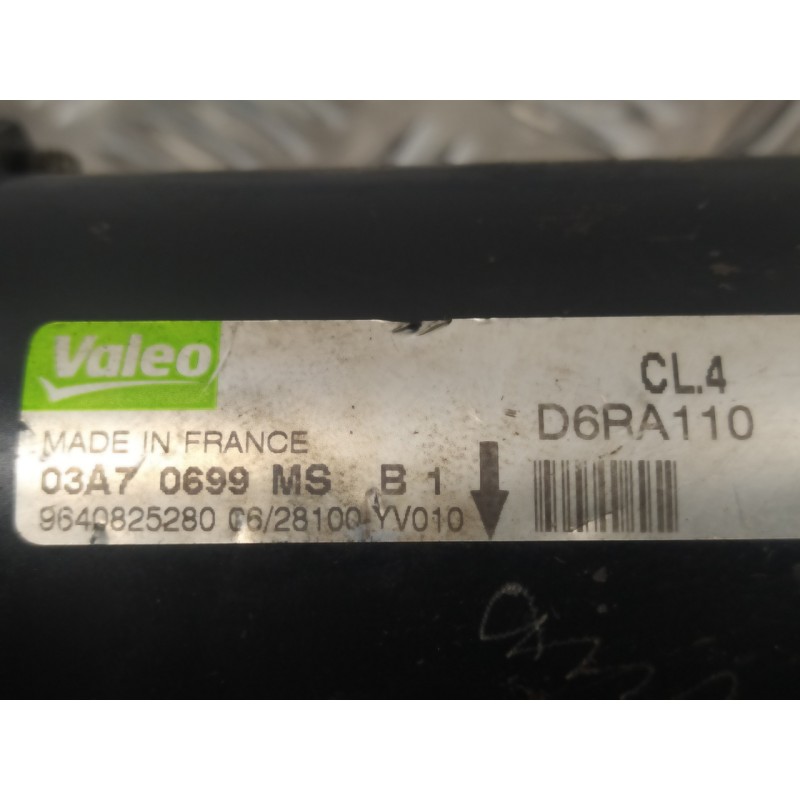 Valeo
CL.4
D6RA110
MADE IN FRANCE
03A7 0699 MS B 1
9640825280 06/28100-YV010